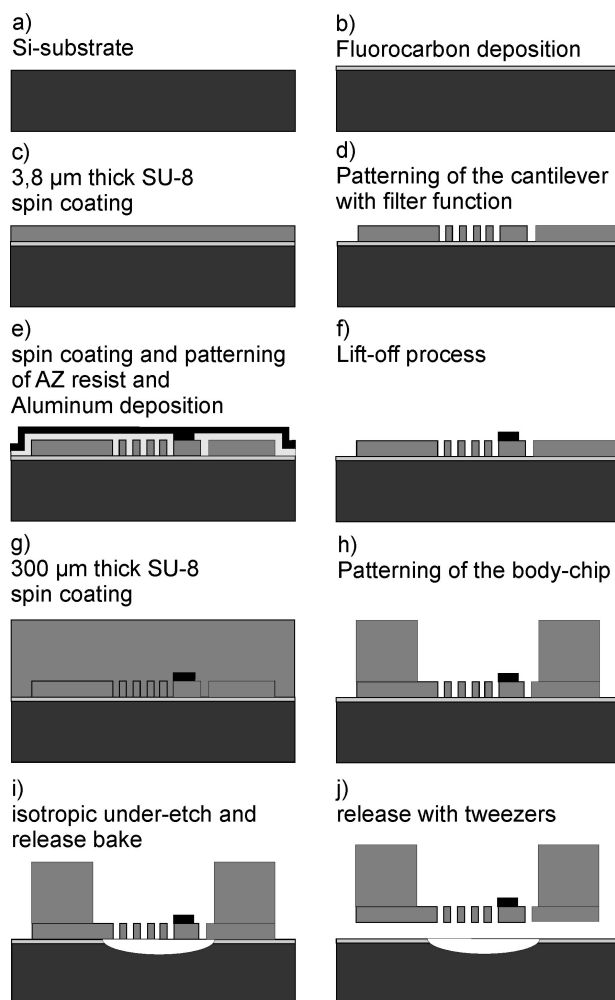 a)
Si-substrate
b)
Fluorocarbon deposition
c)
3,8 µm thick SU-8
spin coating
d)
Patterning of the cantilever
with filter function
e)
spin coating and patterning
of AZ resist and
Aluminum deposition
f)
Lift-off process
g)
300 µm thick SU-8
spin coating
h)
Patterning of the body-chip
i)
isotropic under-etch and
release bake
j)
release with tweezers